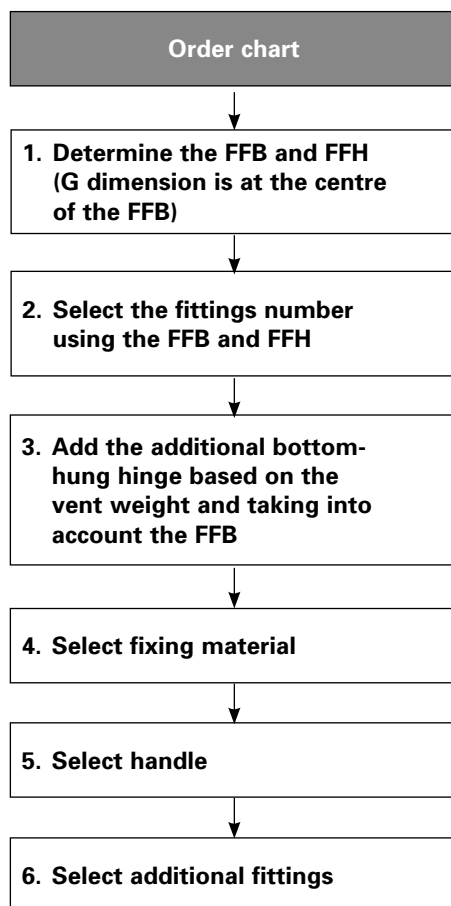 Order chart
1. Determine the FFB and FFH
(G dimension is at the centre
of the FFB)
2. Select the fittings number
using the FFB and FFH
3. Add the additional bottom-
hung hinge based on the
vent weight and taking into
account the FFB
4. Select fixing material
5. Select handle
6. Select additional fittings